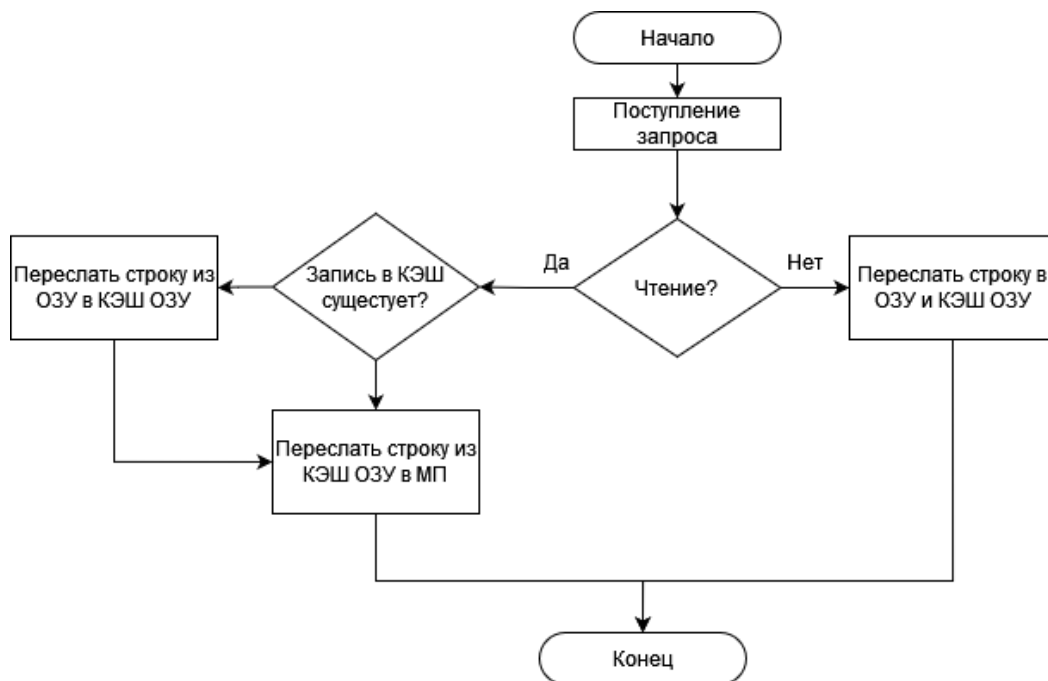 Начало
Поступление
запроса
Чтение?
Да
Нет
Запись в КЭШ
сущестует?
Переслать строку из
ОЗУ в КЭШ ОЗУ
Переслать строку в
ОЗУ и КЭШ ОЗУ
Переслать строку из
КЭШ ОЗУ в МП
Конец